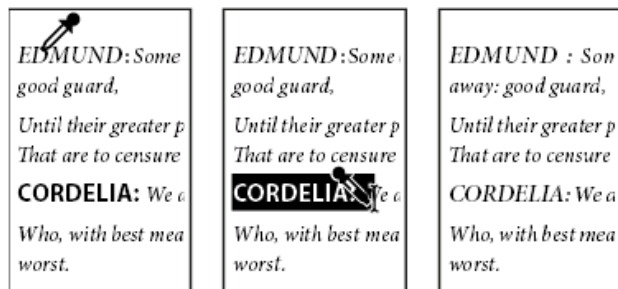 EDMUND: Some
good guard,
Until their greater p
That are to censure
CORDELIA: We a
Who, with best mea
worst.
EDMUND :Some
good guard,
Until their greater p
That are to censure
CORDELIA: We a
Who, with best mea
worst.
EDMUND : Som
away: good guard,
Until their greater p
That are to censure
CORDELIA: We a
Who, with best mea
worst.